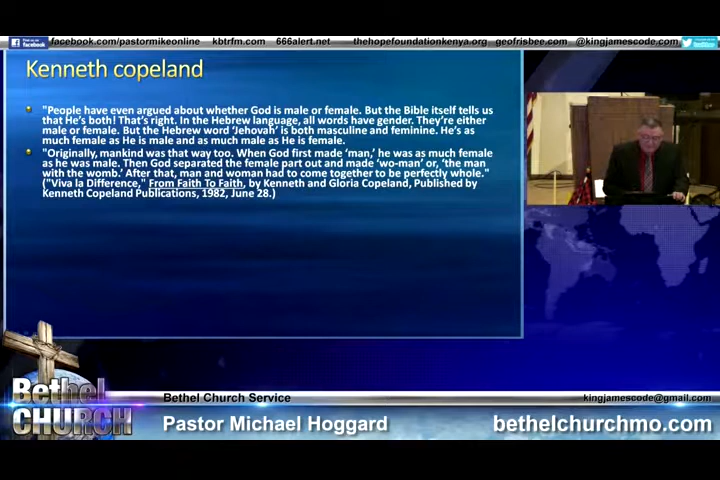 Find us on facebook
facebook.com/pastormikeonline kbtrfm.com 666alert.net thehopefoundationkenya.org geofrisbee.com @kingjamescode.com
Kenneth copeland
"People have even argued about whether God is male or female. But the Bible itself tells us
that He's both! That's right. In the Hebrew language, all words have gender. They're either
male or female. But the Hebrew word 'Jehovah' is both masculine and feminine. He's as
much female as He is male and as much male as He is female.
"Originally, mankind was that way too. When God first made 'man,' he was as much female
as he was male. Then God separated the female part out and made 'wo-man' or, 'the man
with the womb.' After that, man and woman had to come together to be perfectly whole."
("Viva la Difference," From Faith To Faith, by Kenneth and Gloria Copeland, Published by
Kenneth Copeland Publications, 1982, June 28.)
Bethel
CHURCH
Bethel Church Service kingjamescode@gmail.com
Pastor Michael Hoggard bethelchurchmo.com